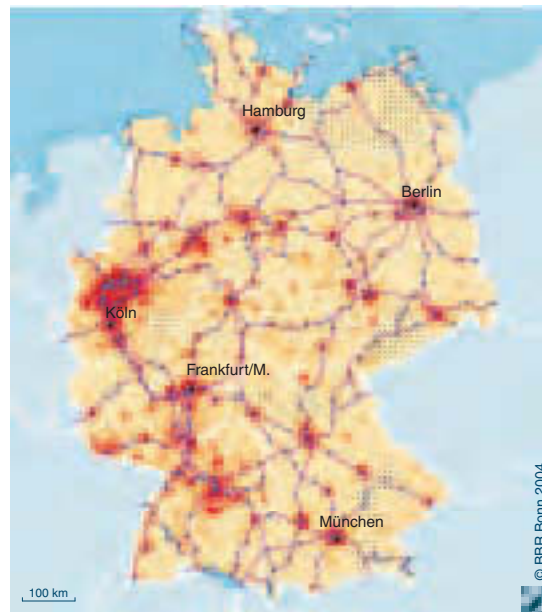 Hamburg
Berlin
Köln
Frankfurt/M.
München
100 km
© BBR Bonn 2004